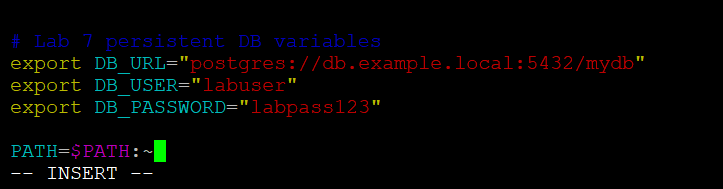 # Lab 7 persistent DB variables
export DB_URL="postgres://db.example.local:5432/mydb"
export DB_USER="labuser"
export DB_PASSWORD="labpass123"
PATH=$PATH:~
-- INSERT --